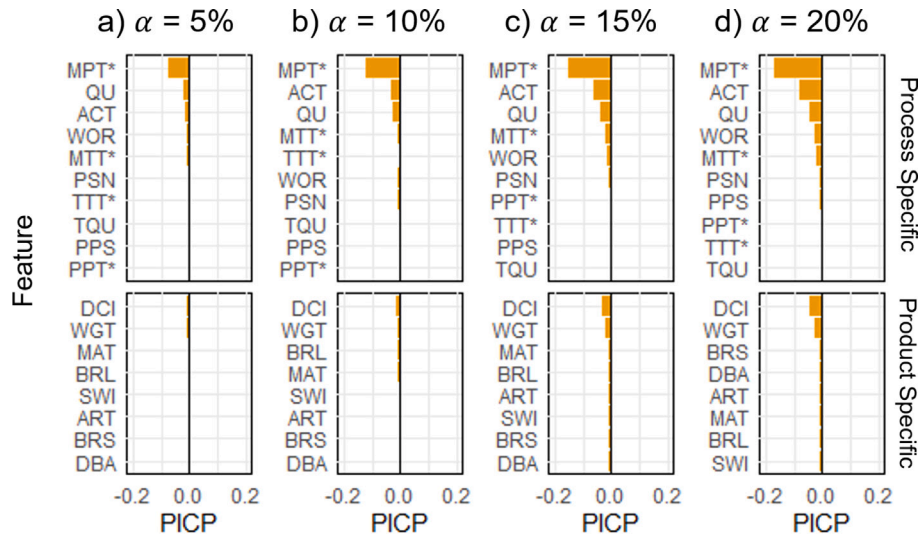 a) α = 5%
b) α = 10%
c) α = 15%
d) α = 20%
Feature
MPT*
QU
ACT
WOR
MTT*
PSN
TTT*
TQU
PPS
PPT*
MPT*
ACT
QU
MTT*
TTT*
WOR
PSN
TQU
PPS
PPT*
MPT*
ACT
QU
MTT*
WOR
PSN
PPT*
TTT*
PPS
TQU
MPT*
ACT
QU
WOR
MTT*
PSN
PPS
PPT*
TTT*
TQU
Process Specific
DCI
WGT
MAT
BRL
SWI
ART
BRS
DBA
DCI
WGT
BRL
MAT
SWI
ART
BRS
DBA
DCI
WGT
MAT
BRL
ART
SWI
BRS
DBA
DCI
WGT
BRS
DBA
ART
MAT
BRL
SWI
Product Specific
-0.2 0.0 0.2
-0.2 0.0 0.2
-0.2 0.0 0.2
-0.2 0.0 0.2
PICP
PICP
PICP
PICP